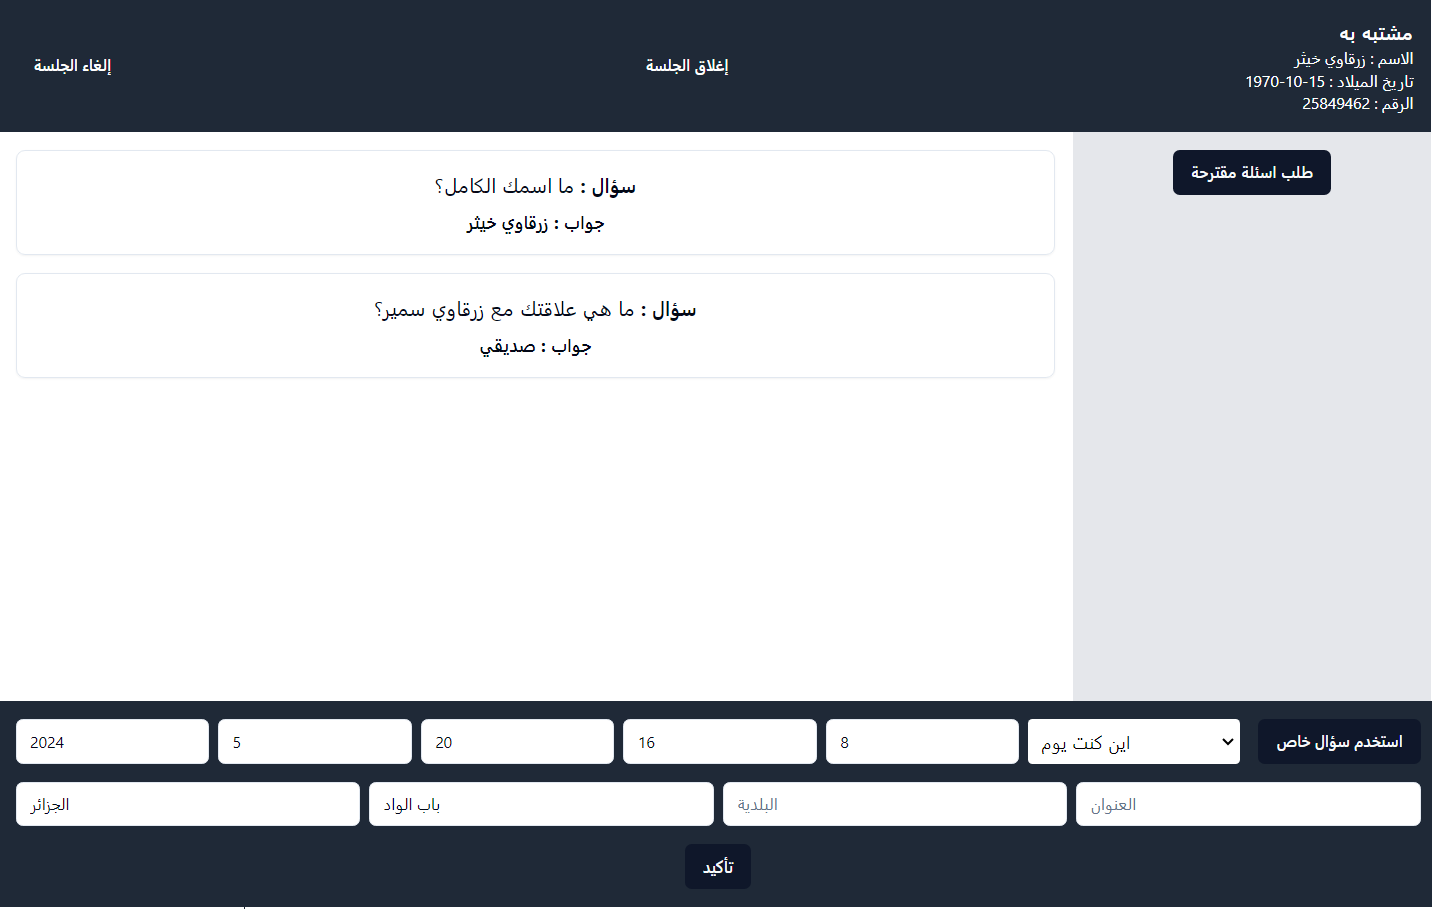 مشتبه به
الاسم : زرقاوي خيثر
تاريخ الميلاد : 15-10-1970
الرقم : 25849462
إغلاق الجلسة
إلغاء الجلسة
طلب اسئلة مقترحة
سؤال : ما اسمك الكامل؟
جواب : زرقاوي خيثر
سؤال : ما هي علاقتك مع زرقاوي سمير؟
جواب : صديقي
استخدم سؤال خاص
اين كنت يوم
8
16
20
5
2024
العنوان
البلدية
باب الواد
الجزائر
تأكيد